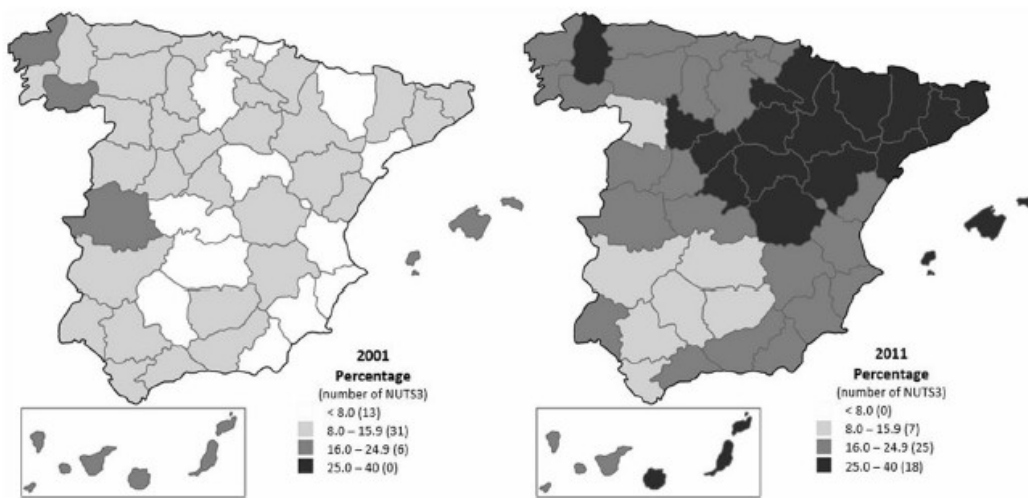 2001
Percentage
(number of NUTS3)
< 8.0 (13)
8.0 – 15.9 (31)
16.0 – 24.9 (6)
25.0 – 40 (0)
2011
Percentage
(number of NUTS3)
< 8.0 (0)
8.0 – 15.9 (7)
16.0 – 24.9 (25)
25.0 – 40 (18)